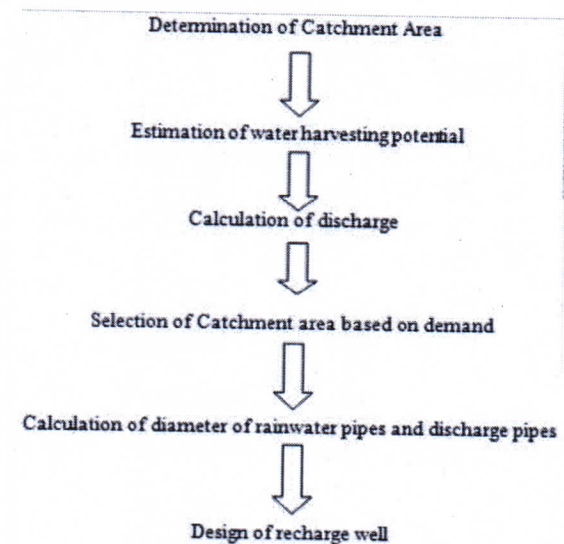 Determination of Catchment Area
Estimation of water harvesting potential
Calculation of discharge
Selection of Catchment area based on demand
Calculation of diameter of rainwater pipes and discharge pipes
Design of recharge well